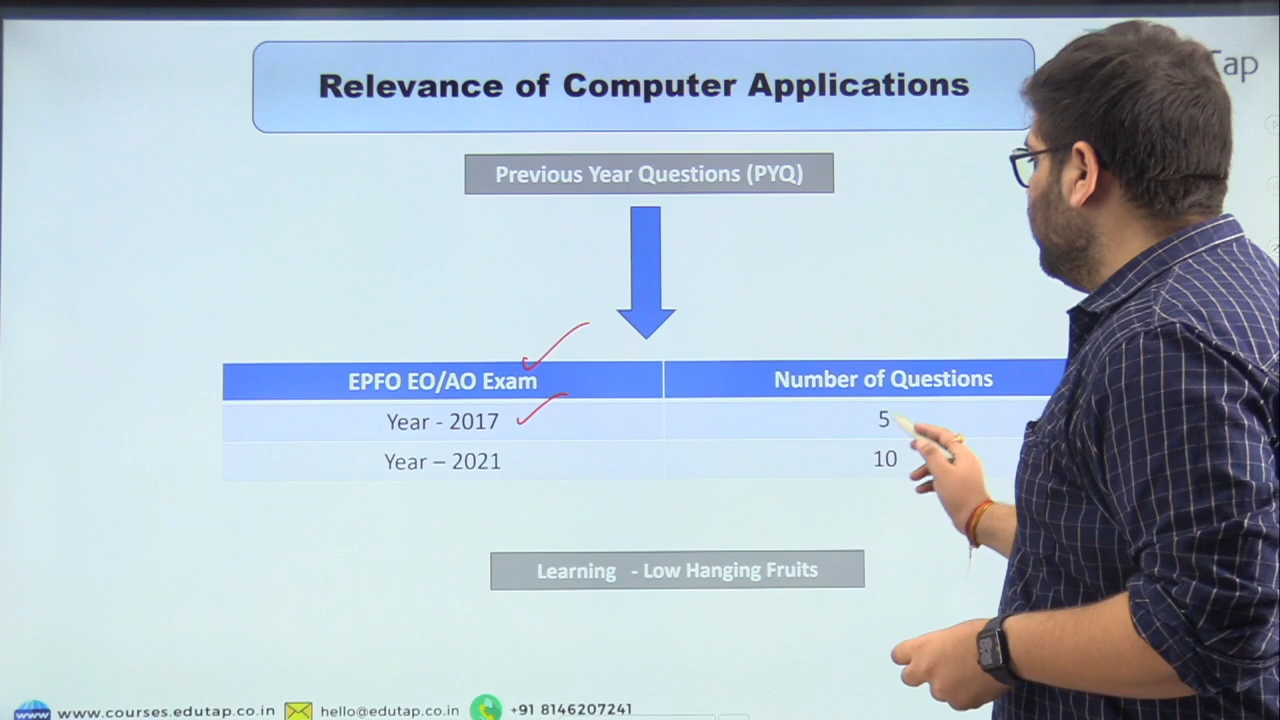 Relevance of Computer Applications
Tap
Previous Year Questions (PYQ)
EPFO EO/AO Exam Number of Questions
Year - 2017 5
Year – 2021 10
Learning - Low Hanging Fruits
www.courses.edutap.co.in hello@edutap.co.in +91 8146207241